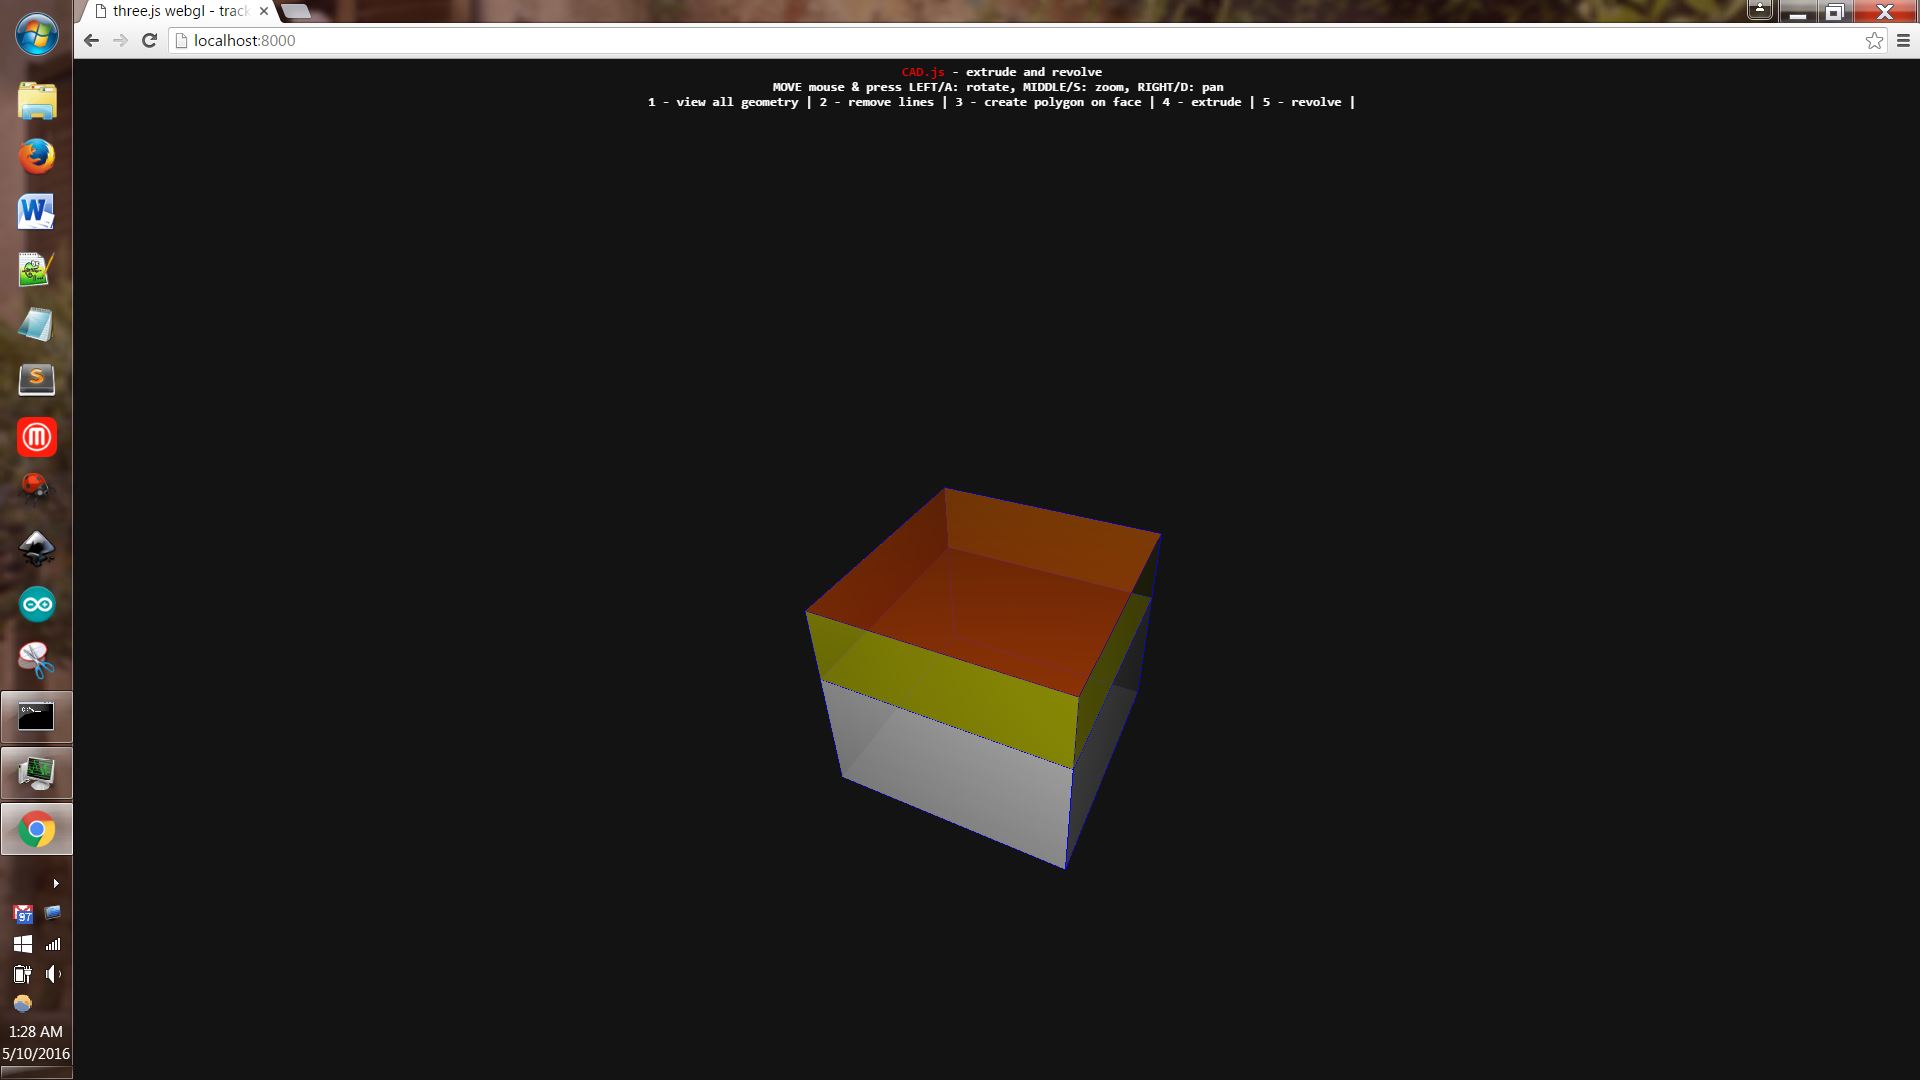 three.js webgl - track
localhost:8000
CAD.js - extrude and revolve
MOVE mouse & press LEFT/A: rotate, MIDDLE/S: zoom, RIGHT/D: pan
1 - view all geometry | 2 - remove lines | 3 - create polygon on face | 4 - extrude | 5 - revolve |
W
S
97
1:28 AM
5/10/2016